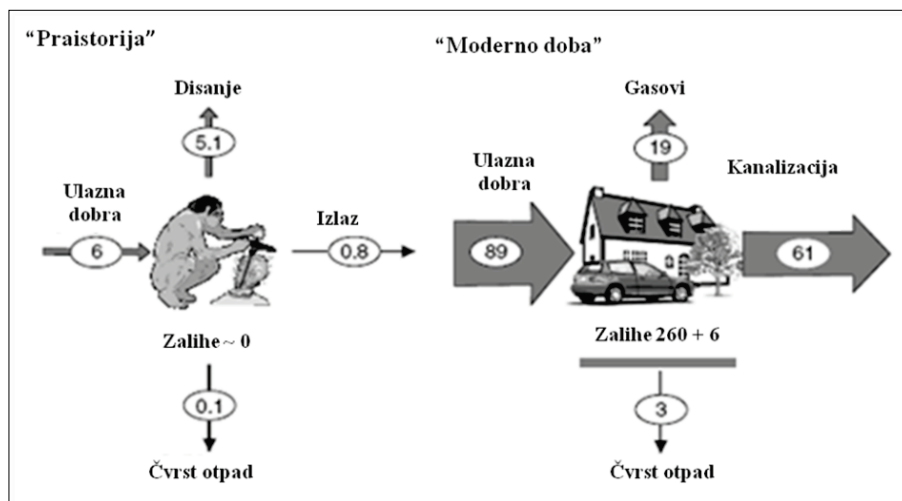 “Praistorija”
Disanje
5.1
Ulazna
dobra
6
Izlaz
0.8
Zalihe ~ 0
0.1
Čvrst otpad
“Moderno doba”
Gasovi
19
Ulazna
dobra
89
Kanalizacija
61
Zalihe 260 + 6
3
Čvrst otpad